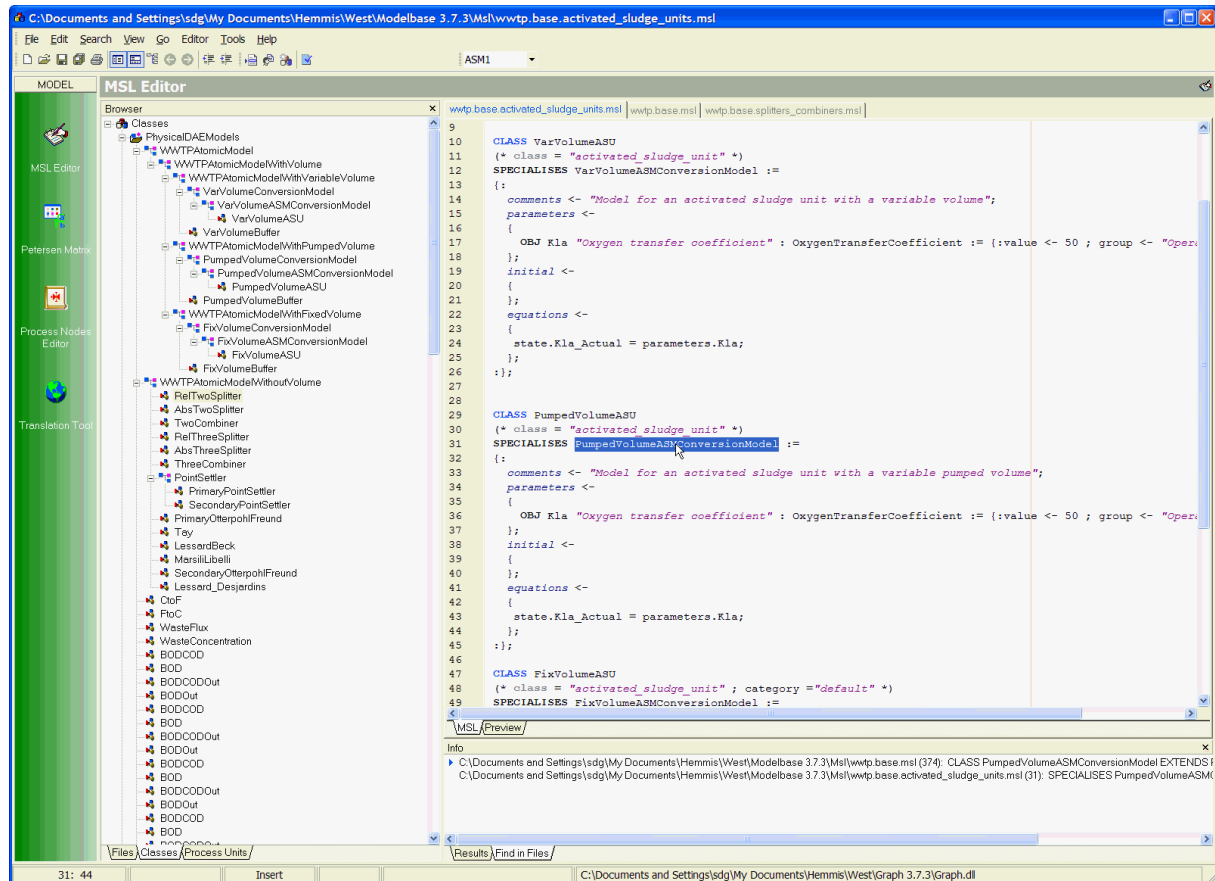 C:\Documents and Settings\sdg\My Documents\Hemmis\West\Modelbase 3.7.3\Msl\wwtp.base.activated_sludge_units.msl
File Edit Search View Go Editor Tools Help
ASM1
MODEL
MSL Editor
MSL Editor
Petersen Matrix
Process Nodes
Editor
Translation Tool
Browser
Classes
PhysicalDAEModels
WWTPAtomicModel
WWTPAtomicModelWithVolume
WWTPAtomicModelWithVariableVolume
VarVolumeConversionModel
VarVolumeASMConversionModel
VarVolumeASU
VarVolumeBuffer
WWTPAtomicModelWithPumpedVolume
PumpedVolumeConversionModel
PumpedVolumeASMConversionModel
PumpedVolumeASU
PumpedVolumeBuffer
WWTPAtomicModelWithFixedVolume
FixVolumeConversionModel
FixVolumeASMConversionModel
FixVolumeASU
FixVolumeBuffer
WWTPAtomicModelWithoutVolume
RelTwoSplitter
AbsTwoSplitter
TwoCombiner
RelThreeSplitter
AbsThreeSplitter
ThreeCombiner
PointSettler
PrimaryPointSettler
SecondaryPointSettler
PrimaryOtterpohlFreund
Tay
LessardBeck
MarsiliLibelli
SecondaryOtterpohlFreund
Lessard_Desjardins
CtoF
FtoC
WasteFlux
WasteConcentration
BODCOD
BOD
BODCODOut
BODOut
BODCOD
BOD
BODCODOut
BODOut
BODCOD
BOD
BODCODOut
BODOut
BODCOD
BOD
BODCODOut
Files Classes Process Units
wwtp.base.activated_sludge_units.msl wwtp.base.msl wwtp.base.splitters_combiners.msl
9
10 CLASS VarVolumeASU
11 (* class = "activated_sludge_unit" *)
12 SPECIALISES VarVolumeASMConversionModel :=
13 {:
14 comments <- "Model for an activated sludge unit with a variable volume";
15 parameters <-
16 {
17 OBJ Kla "Oxygen transfer coefficient" : OxygenTransferCoefficient := {:value <- 50 ; group <- "Opera
18 };
19 initial <-
20 {
21 };
22 equations <-
23 {
24 state.Kla_Actual = parameters.Kla;
25 };
26 :};
27
28
29 CLASS PumpedVolumeASU
30 (* class = "activated_sludge_unit" *)
31 SPECIALISES PumpedVolumeASMConversionModel :=
32 {:
33 comments <- "Model for an activated sludge unit with a variable pumped volume";
34 parameters <-
35 {
36 OBJ Kla "Oxygen transfer coefficient" : OxygenTransferCoefficient := {:value <- 50 ; group <- "Opera
37 };
38 initial <-
39 {
40 };
41 equations <-
42 {
43 state.Kla_Actual = parameters.Kla;
44 };
45 :};
46
47 CLASS FixVolumeASU
48 (* class = "activated_sludge_unit" ; category ="default" *)
49 SPECIALISES FixVolumeASMConversionModel :=
MSL Preview
Info
C:\Documents and Settings\sdg\My Documents\Hemmis\West\Modelbase 3.7.3\Msl\wwtp.base.msl (374): CLASS PumpedVolumeASMConversionModel EXTENDS
C:\Documents and Settings\sdg\My Documents\Hemmis\West\Modelbase 3.7.3\Msl\wwtp.base.activated_sludge_units.msl (31): SPECIALISES PumpedVolumeASM
Results Find in Files
31: 44 Insert C:\Documents and Settings\sdg\My Documents\Hemmis\West\Graph 3.7.3\Graph.dll